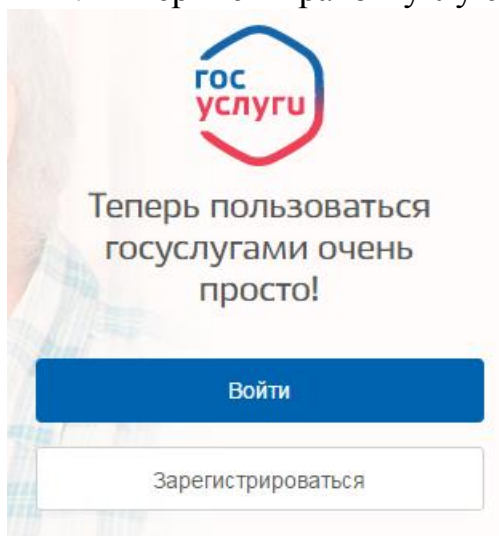 гос
услуги
Теперь пользоваться
госуслугами очень
просто!
Войти
Зарегистрироваться